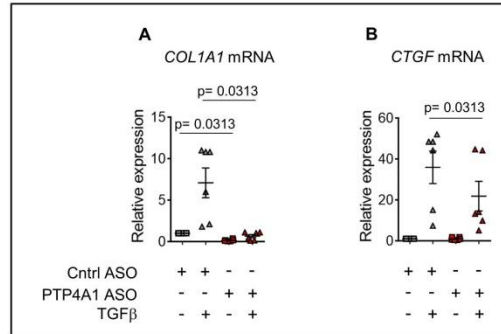 A
B
COL1A1 mRNA
CTGF mRNA
p= 0.0313
p= 0.0313
p= 0.0313
Relative expression
15
10
5
0
Relative expression
60
40
20
0
Cntrl ASO + + - - + + - -
PTP4A1 ASO - - + + - - + +
TGFβ - + - + - + - +